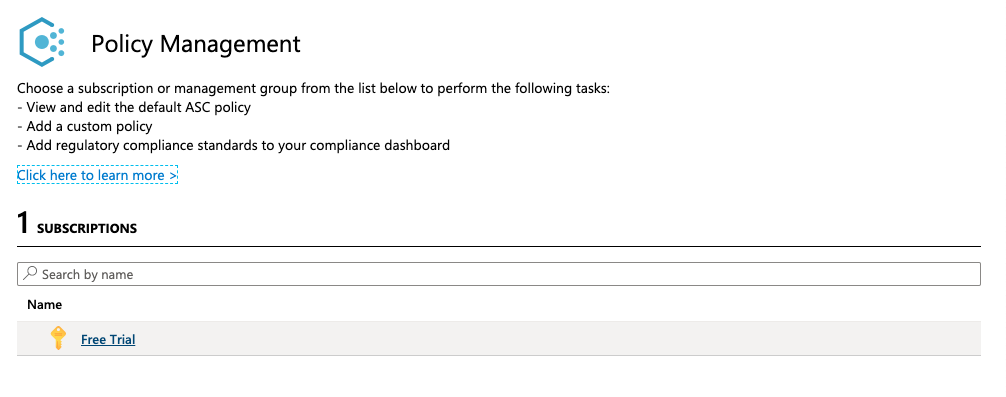 Policy Management
Choose a subscription or management group from the list below to perform the following tasks:
- View and edit the default ASC policy
- Add a custom policy
- Add regulatory compliance standards to your compliance dashboard
Click here to learn more >
1 SUBSCRIPTIONS
Search by name
Name
Free Trial